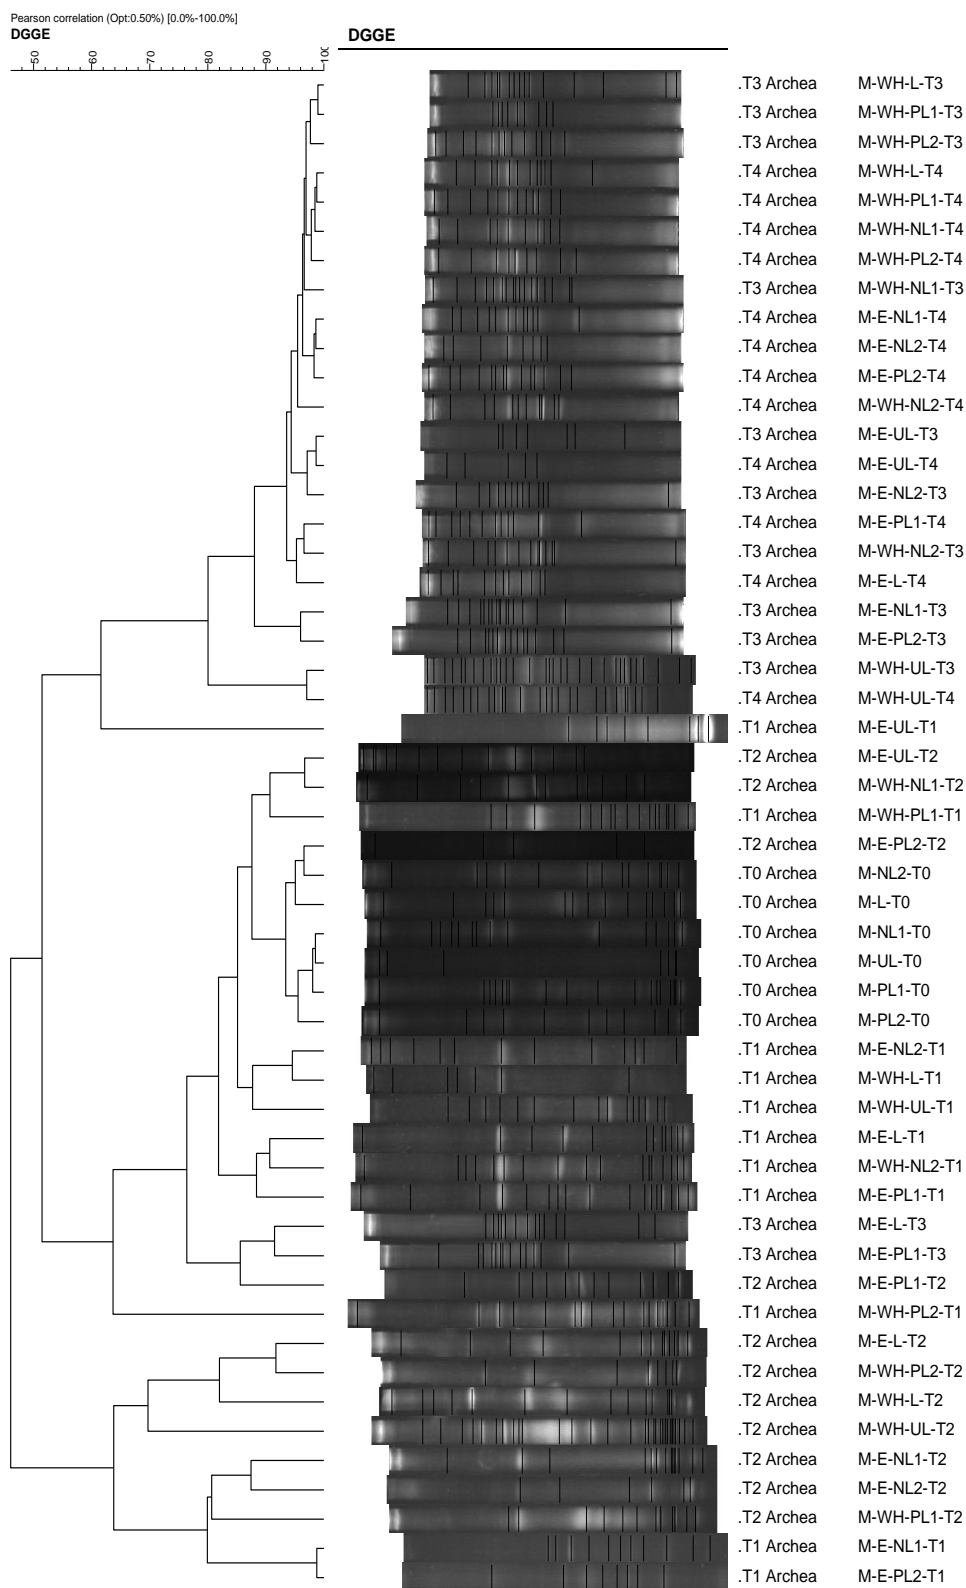 Pearson correlation (Opt:0.50%) [0.0%-100.0%]
DGGE DGGE
50 60 70 80 90 100
.T3 Archea M-WH-L-T3
.T3 Archea M-WH-PL1-T3
.T3 Archea M-WH-PL2-T3
.T4 Archea M-WH-L-T4
.T4 Archea M-WH-PL1-T4
.T4 Archea M-WH-NL1-T4
.T4 Archea M-WH-PL2-T4
.T3 Archea M-WH-NL1-T3
.T4 Archea M-E-NL1-T4
.T4 Archea M-E-NL2-T4
.T4 Archea M-E-PL2-T4
.T4 Archea M-WH-NL2-T4
.T3 Archea M-E-UL-T3
.T4 Archea M-E-UL-T4
.T3 Archea M-E-NL2-T3
.T4 Archea M-E-PL1-T4
.T3 Archea M-WH-NL2-T3
.T4 Archea M-E-L-T4
.T3 Archea M-E-NL1-T3
.T3 Archea M-E-PL2-T3
.T3 Archea M-WH-UL-T3
.T4 Archea M-WH-UL-T4
.T1 Archea M-E-UL-T1
.T2 Archea M-E-UL-T2
.T2 Archea M-WH-NL1-T2
.T1 Archea M-WH-PL1-T1
.T2 Archea M-E-PL2-T2
.T0 Archea M-NL2-T0
.T0 Archea M-L-T0
.T0 Archea M-NL1-T0
.T0 Archea M-UL-T0
.T0 Archea M-PL1-T0
.T0 Archea M-PL2-T0
.T1 Archea M-E-NL2-T1
.T1 Archea M-WH-L-T1
.T1 Archea M-WH-UL-T1
.T1 Archea M-E-L-T1
.T1 Archea M-WH-NL2-T1
.T1 Archea M-E-PL1-T1
.T3 Archea M-E-L-T3
.T3 Archea M-E-PL1-T3
.T2 Archea M-E-PL1-T2
.T1 Archea M-WH-PL2-T1
.T2 Archea M-E-L-T2
.T2 Archea M-WH-PL2-T2
.T2 Archea M-WH-L-T2
.T2 Archea M-WH-UL-T2
.T2 Archea M-E-NL1-T2
.T2 Archea M-E-NL2-T2
.T2 Archea M-WH-PL1-T2
.T1 Archea M-E-NL1-T1
.T1 Archea M-E-PL2-T1